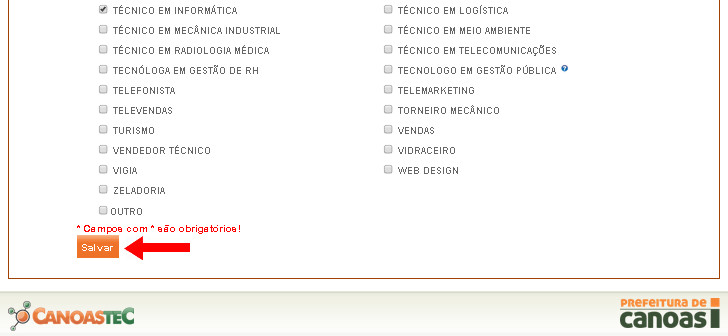 TÉCNICO EM INFORMÁTICA TÉCNICO EM LOGÍSTICA
TÉCNICO EM MECÂNICA INDUSTRIAL TÉCNICO EM MEIO AMBIENTE
TÉCNICO EM RADIOLOGIA MÉDICA TÉCNICO EM TELECOMUNICAÇÕES
TECNÓLOGA EM GESTÃO DE RH TECNOLOGO EM GESTÃO PÚBLICA ?
TELEFONISTA TELEMARKETING
TELEVENDAS TORNEIRO MECÂNICO
TURISMO VENDAS
VENDEDOR TÉCNICO VIDRACEIRO
VIGIA WEB DESIGN
ZELADORIA
OUTRO
* Campos com * são obrigatórios!
Salvar
CANOASTEC
PREFEITURA DE
CANOAS